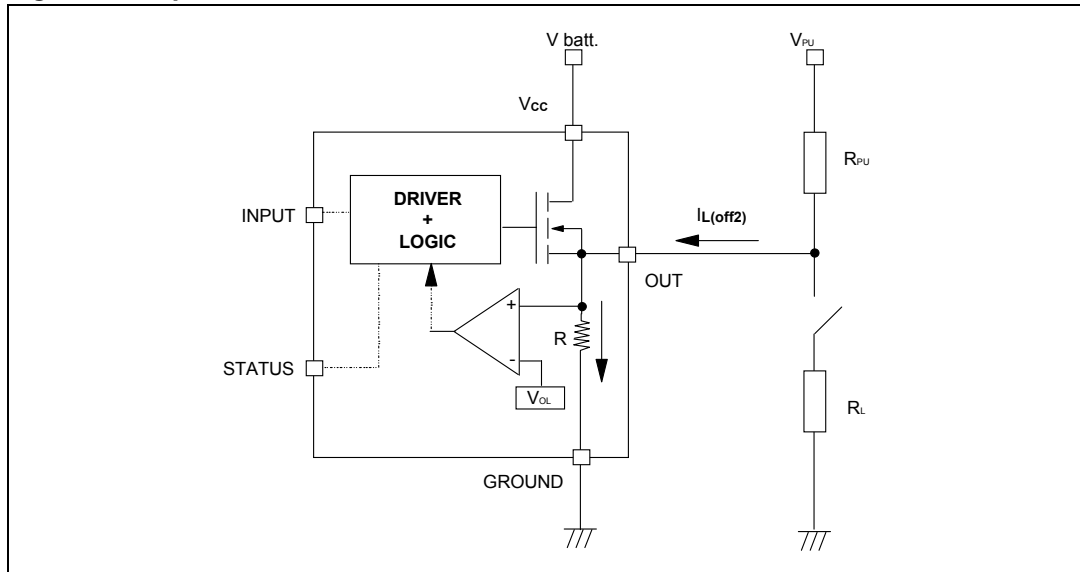 V batt.
VPU
Vcc
RPU
DRIVER
+
LOGIC
INPUT
IL(off2)
OUT
+
R
-
VOL
STATUS
RL
GROUND